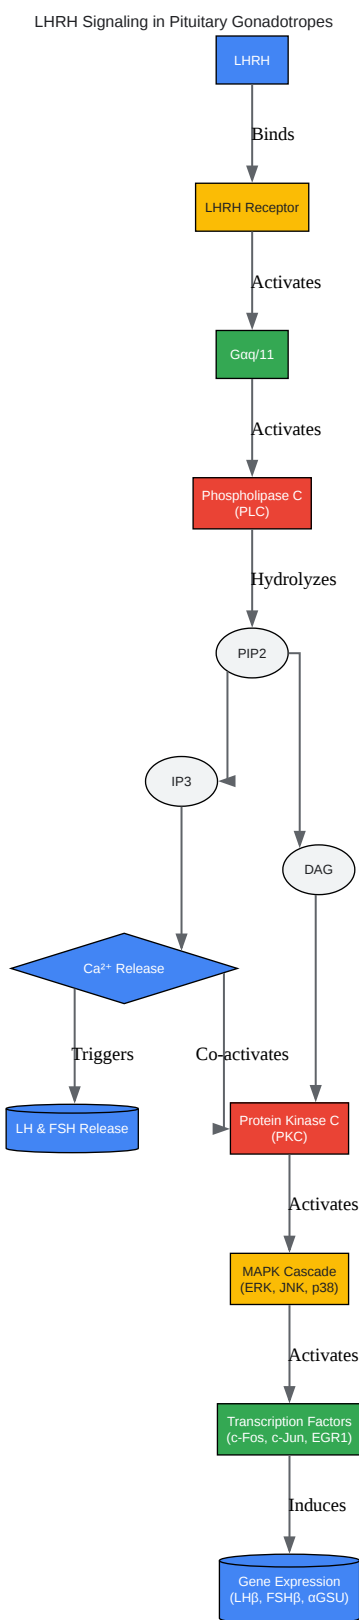 LHRH Signaling in Pituitary Gonadotropes
LHRH
Binds
LHRH Receptor
Activates
Gαq/11
Activates
Phospholipase C
(PLC)
Hydrolyzes
PIP2
IP3
DAG
Ca²⁺ Release
Triggers
Co-activates
LH & FSH Release
Protein Kinase C
(PKC)
Activates
MAPK Cascade
(ERK, JNK, p38)
Activates
Transcription Factors
(c-Fos, c-Jun, EGR1)
Induces
Gene Expression
(LHβ, FSHβ, αGSU)